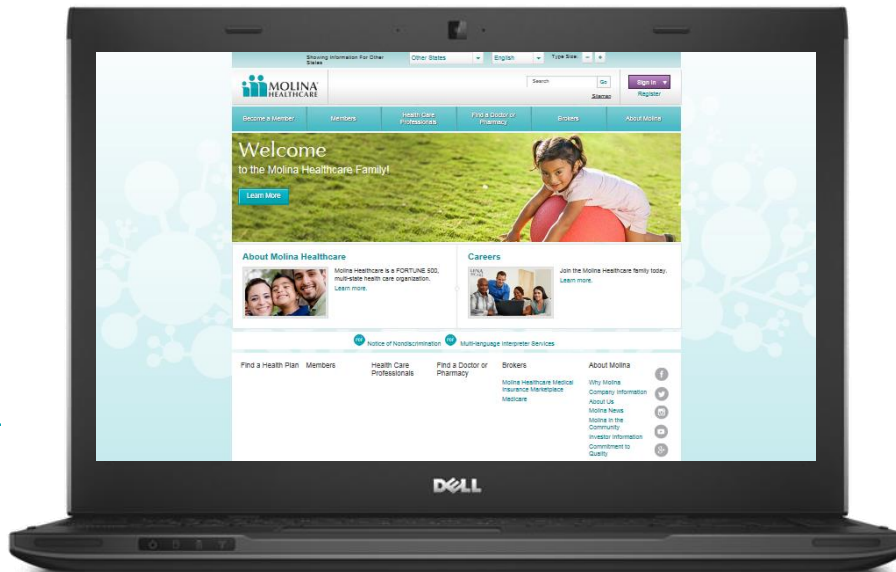 Showing Information For Other
States
Other States
English
Type Size:
-
+
MOLINA
HEALTHCARE
Search
Go
Sitemap
Sign In
Register
Become a Member
Members
Health Care
Professionals
Find a Doctor or
Pharmacy
Brokers
About Molina
Welcome
to the Molina Healthcare Family!
Learn More
About Molina Healthcare
Molina Healthcare is a FORTUNE 500,
multi-state health care organization.
Learn more.
Careers
Join the Molina Healthcare family today.
Learn more.
Notice of Nondiscrimination
Multi-language Interpreter Services
Find a Health Plan
Members
Health Care
Professionals
Find a Doctor or
Pharmacy
Brokers
Molina Healthcare Medical
Insurance Marketplace
Medicare
About Molina
Why Molina
Company Information
About Us
Molina News
Molina in the
Community
Investor Information
Commitment to
Quality
DELL